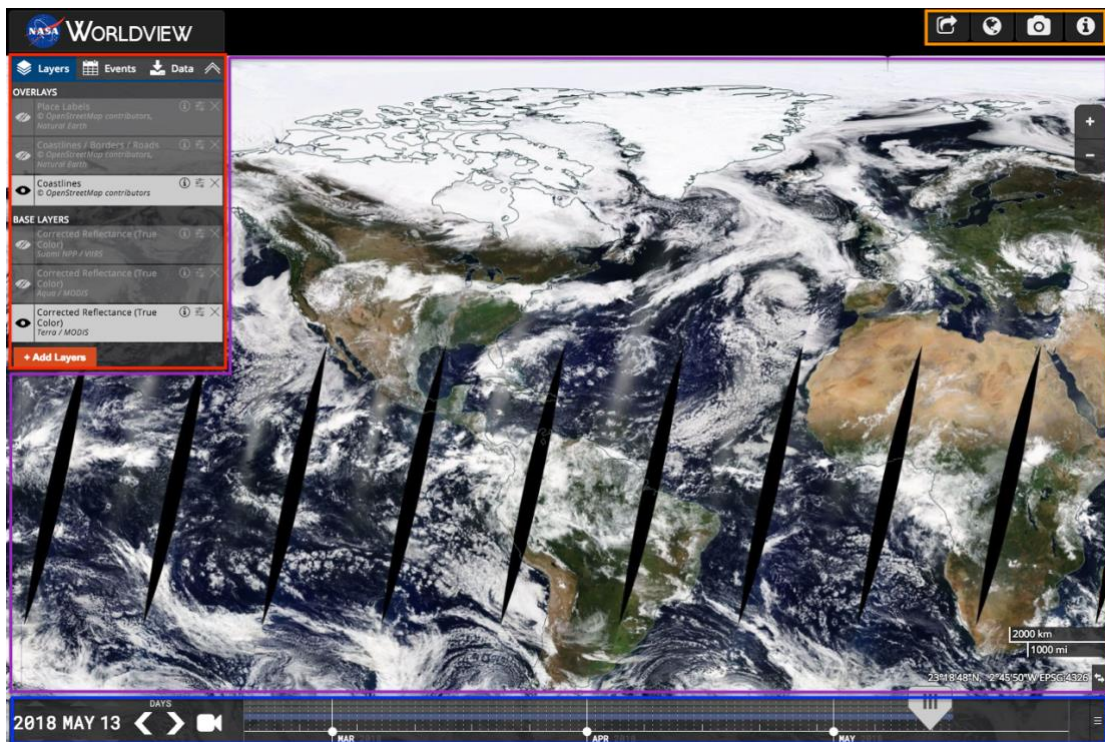 NASA WORLDVIEW
Layers Events Data
OVERLAYS
Place Labels
© OpenStreetMap contributors,
Natural Earth
Coastlines / Borders / Roads
© OpenStreetMap contributors,
Natural Earth
Coastlines
© OpenStreetMap contributors
BASE LAYERS
Corrected Reflectance (True
Color)
Suomi NPP / VIIRS
Corrected Reflectance (True
Color)
Aqua / MODIS
Corrected Reflectance (True
Color)
Terra / MODIS
+ Add Layers
2000 km
1000 mi
23°18'48"N, 2°45'50"W EPSG:4326
DAYS
2018 MAY 13
MAR 2018
APR 2018
MAY 2018